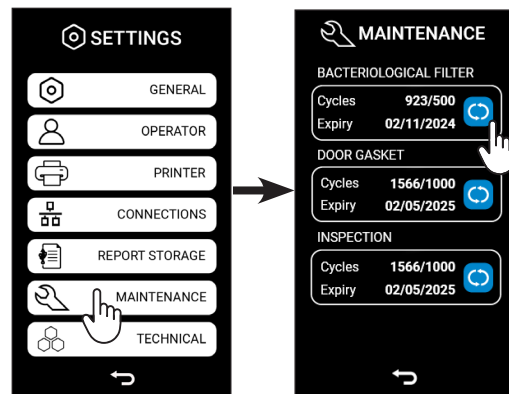 SETTINGS
GENERAL
OPERATOR
PRINTER
CONNECTIONS
REPORT STORAGE
MAINTENANCE
TECHNICAL
MAINTENANCE
BACTERIOLOGICAL FILTER
Cycles 923/500
Expiry 02/11/2024
DOOR GASKET
Cycles 1566/1000
Expiry 02/05/2025
INSPECTION
Cycles 1566/1000
Expiry 02/05/2025